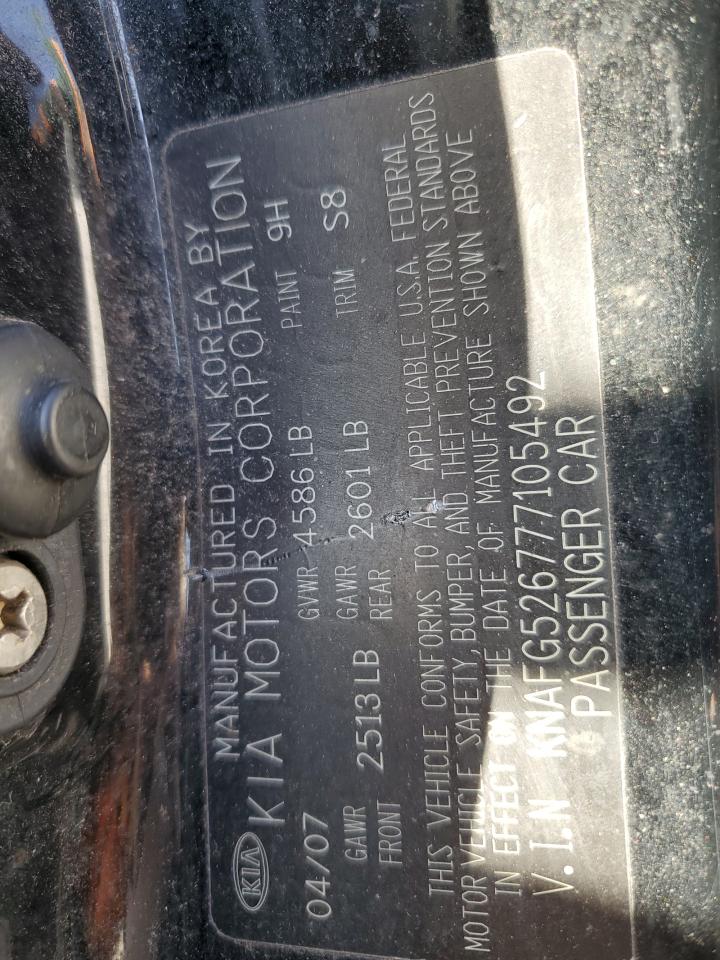 MANUFACTURED IN KOREA BY
KIA KIA MOTORS CORPORATION
04/07 GVWR 4586 LB PAINT 9H
GAWR FRONT 2513 LB GAWR REAR 2601 LB TRIM S8
THIS VEHICLE CONFORMS TO ALL APPLICABLE U.S.A. FEDERAL
MOTOR VEHICLE SAFETY, BUMPER, AND THEFT PREVENTION STANDARDS
IN EFFECT ON THE DATE OF MANUFACTURE SHOWN ABOVE
V.I.N KNAFG526777105492
PASSENGER CAR